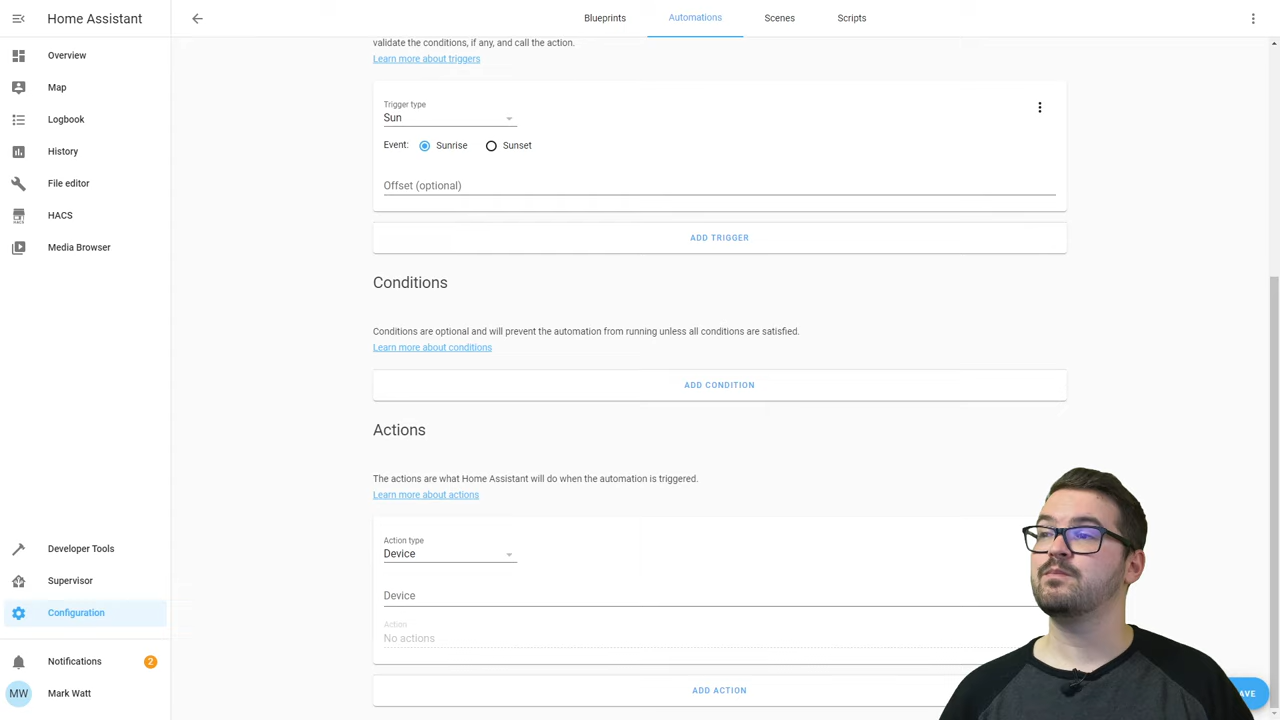 Home Assistant
Blueprints
Automations
Scenes
Scripts
Overview
Map
Logbook
History
File editor
HACS
HACS
Media Browser
Developer Tools
Supervisor
Configuration
Notifications
2
MW
Mark Watt
validate the conditions, if any, and call the action.
Learn more about triggers
Trigger type
Sun
Event:
Sunrise
Sunset
Offset (optional)
ADD TRIGGER
Conditions
Conditions are optional and will prevent the automation from running unless all conditions are satisfied.
Learn more about conditions
ADD CONDITION
Actions
The actions are what Home Assistant will do when the automation is triggered.
Learn more about actions
Action type
Device
Device
Action
No actions
ADD ACTION
AVE